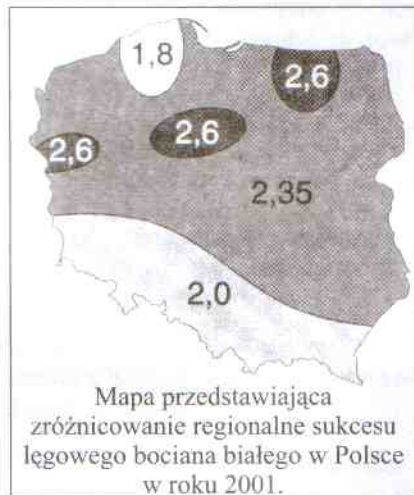 1,8
2,6
2,6
2,6
2,35
2,0
Mapa przedstawiająca
zróżnicowanie regionalne sukcesu
lęgowego bociana białego w Polsce
w roku 2001.